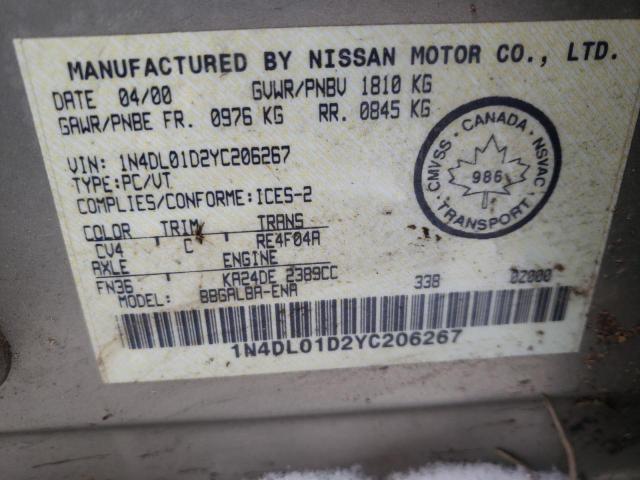 MANUFACTURED BY NISSAN MOTOR CO., LTD.
DATE 04/00 GVWR/PNBV 1810 KG
GAWR/PNBE FR. 0976 KG RR. 0845 KG
VIN: 1N4DL01D2YC206267
TYPE:PC/VT
COMPLIES/CONFORME:ICES-2
COLOR TRIM TRANS
CV4 C RE4F04A
AXLE ENGINE
FN36 KA24DE 2389CC
MODEL: BBGALBA-ENA 338 02000
1N4DL01D2YC206267
CMVSS · CANADA · NSVAC
986
TRANSPORT